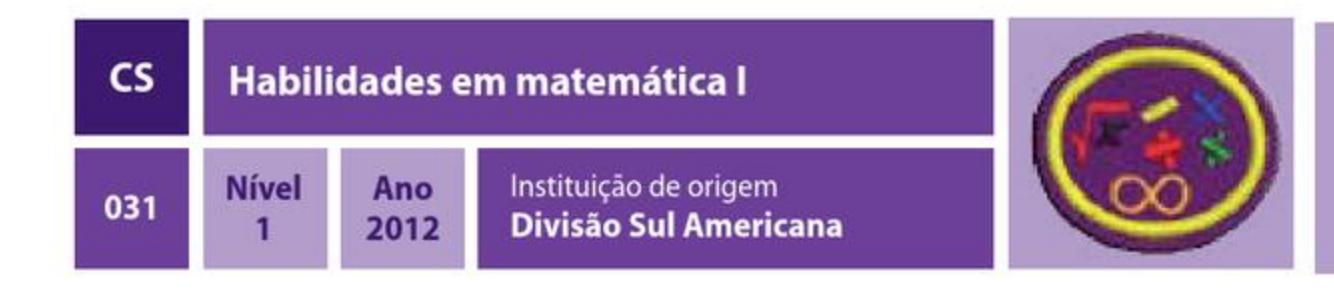 CS
Habilidades em matemática I
031
Nível
1
Ano
2012
Instituição de origem
Divisão Sul Americana